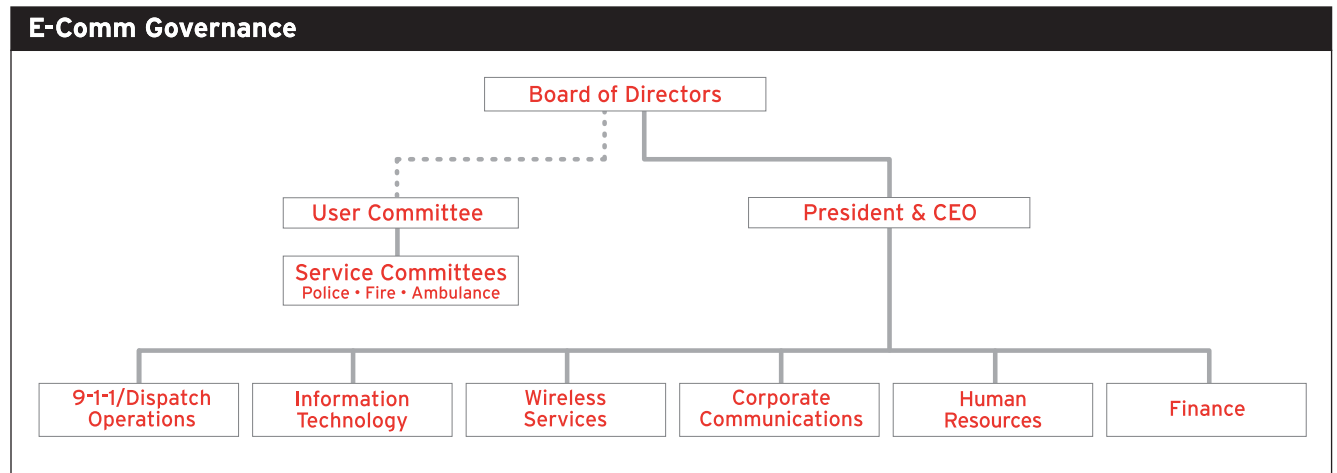 E-Comm Governance
Board of Directors
User Committee
President & CEO
Service Committees
Police • Fire • Ambulance
9-1-1/Dispatch
Operations
Information
Technology
Wireless
Services
Corporate
Communications
Human
Resources
Finance